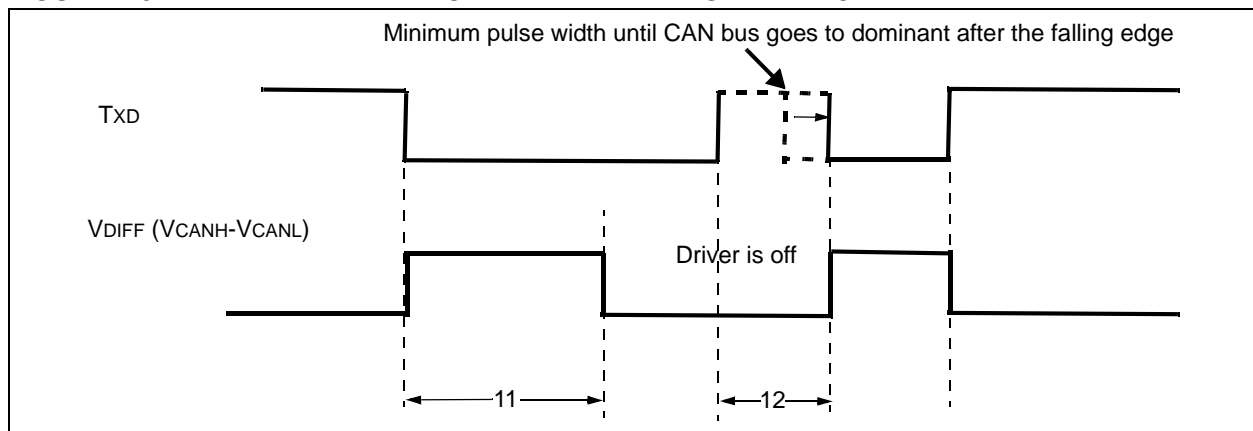 Minimum pulse width until CAN bus goes to dominant after the falling edge
TXD
VDIFF (VCANH-VCANL)
Driver is off
11
12